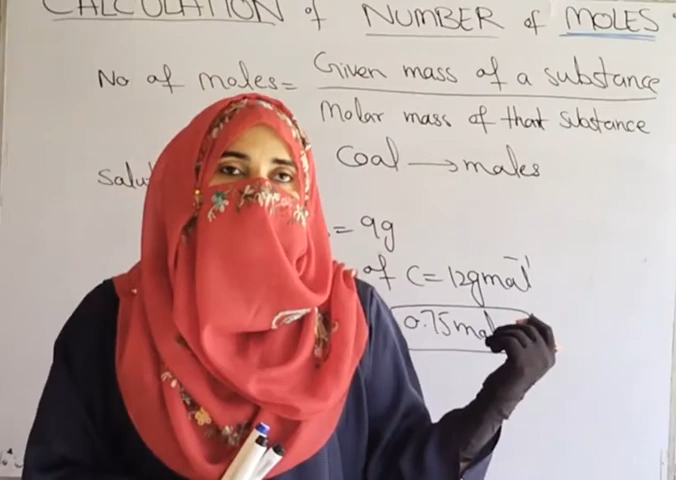 CALCULATION of NUMBER of MOLES
No of moles = Given mass of a substance
Molar mass of that substance
Coal → moles
= 9g
of C = 12gmol⁻¹
0.75